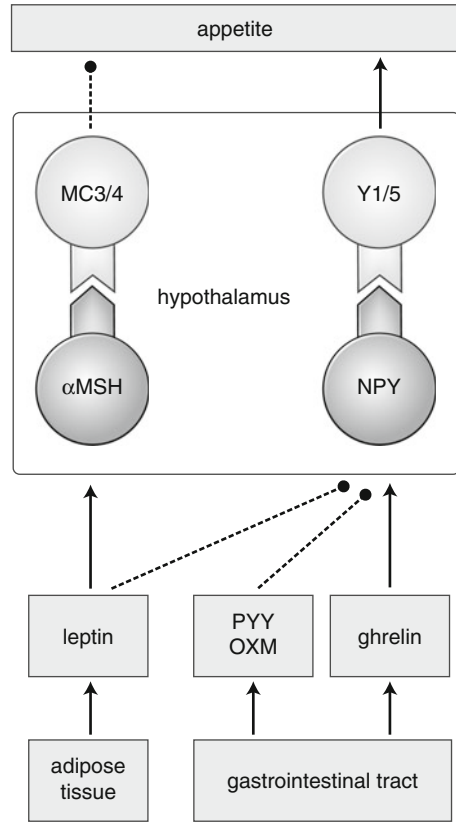 appetite
MC3/4
Y1/5
hypothalamus
αMSH
NPY
leptin
PYY
OXM
ghrelin
adipose
tissue
gastrointestinal tract